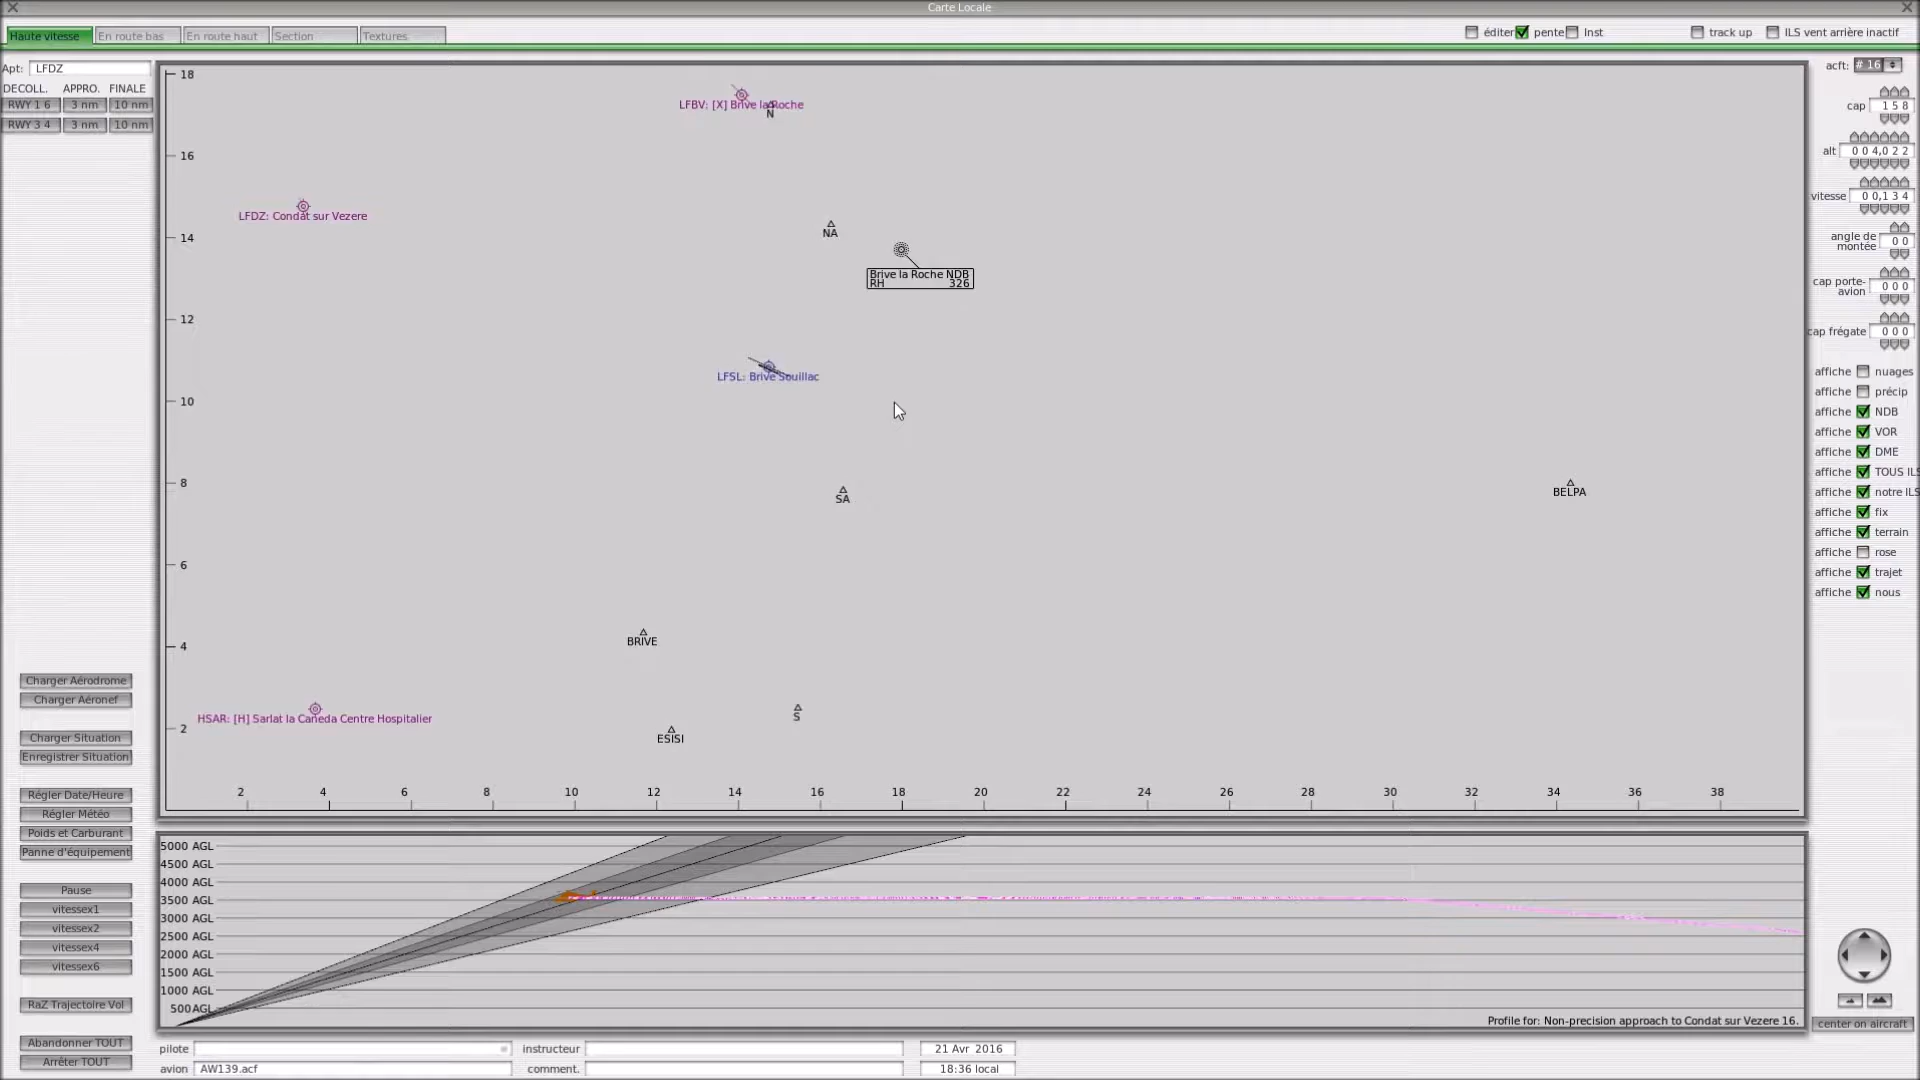 Carte Locale
Haute vitesse En route bas En route haut Section Textures
éditer pente Inst track up ILS vent arrière inactif
Apt: LFDZ
DECOLL. APPRO. FINALE
RWY 1 6 3 nm 10 nm
RWY 3 4 3 nm 10 nm
Charger Aérodrome
Charger Aéronef
Charger Situation
Enregistrer Situation
Régler Date/Heure
Régler Météo
Poids et Carburant
Panne d'équipement
Pause
vitessex1
vitessex2
vitessex4
vitessex6
RaZ Trajectoire Vol
Abandonner TOUT
Arrêter TOUT
18
16
14
12
10
8
6
4
2
LFBV: [X] Brive la Roche
N
LFDZ: Condat sur Vezere
NA
Brive la Roche NDB
RH 326
LFSL: Brive Souillac
SA
BELPA
BRIVE
HSAR: [H] Sarlat la Caneda Centre Hospitalier
S
ESISI
2 4 6 8 10 12 14 16 18 20 22 24 26 28 30 32 34 36 38
5000 AGL
4500 AGL
4000 AGL
3500 AGL
3000 AGL
2500 AGL
2000 AGL
1500 AGL
1000 AGL
500 AGL
Profile for: Non-precision approach to Condat sur Vezere 16.
pilote instructeur 21 Avr 2016
avion AW139.acf comment. 18:36 local
acft: # 16
cap 1 5 8
alt 0 0 4,0 2 2
vitesse 0 0,1 3 4
angle de
montée 0 0
cap porte-
avion 0 0 0
cap frégate 0 0 0
affiche nuages
affiche précip
affiche NDB
affiche VOR
affiche DME
affiche TOUS ILS
affiche notre ILS
affiche fix
affiche terrain
affiche rose
affiche trajet
affiche nous
center on aircraft